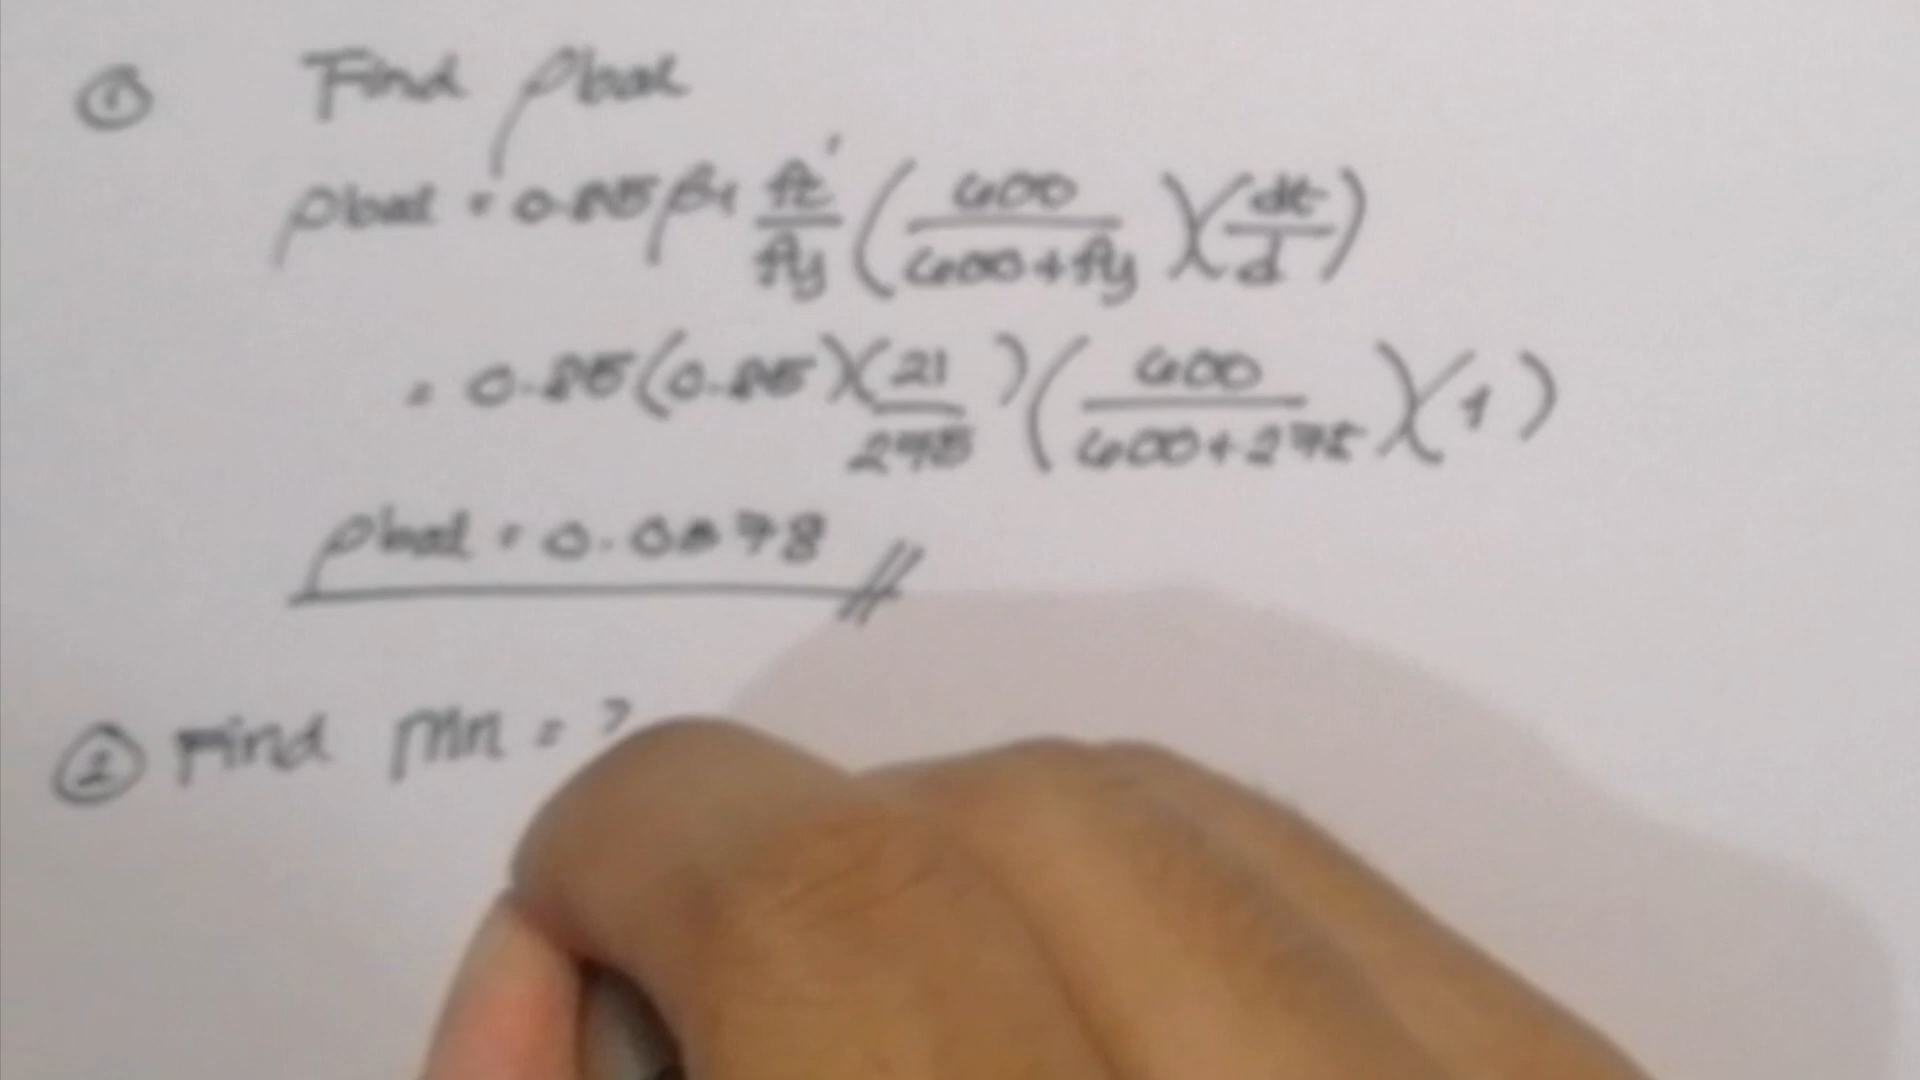 ① Find ρbal
ρbal = 0.85 β1 fc'/fy (600/600+fy)(dt/d)
= 0.85(0.85)(21/275)(600/600+275)(1)
ρbal = 0.0378
② Find Mn = ?